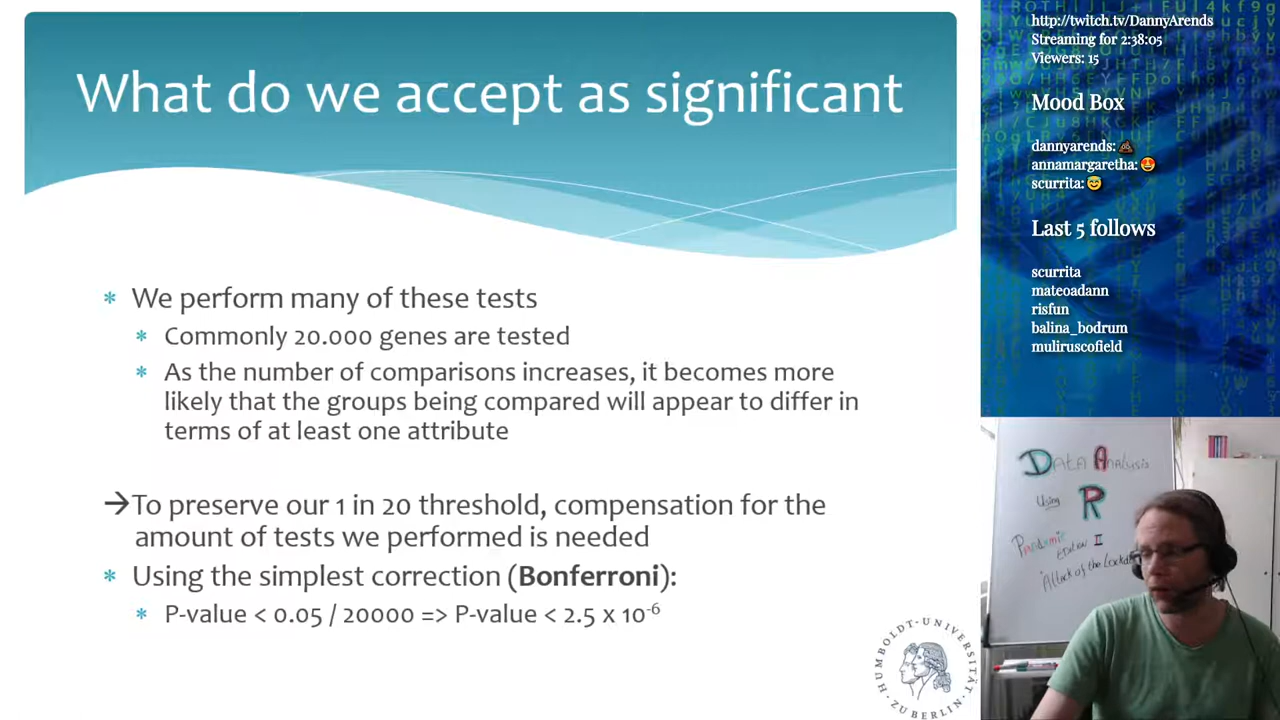 What do we accept as significant
* We perform many of these tests
* Commonly 20.000 genes are tested
* As the number of comparisons increases, it becomes more
likely that the groups being compared will appear to differ in
terms of at least one attribute
→To preserve our 1 in 20 threshold, compensation for the
amount of tests we performed is needed
* Using the simplest correction (Bonferroni):
* P-value < 0.05 / 20000 => P-value < 2.5 x 10⁻⁶
HUMBOLDT-UNIVERSITÄT
ZU BERLIN
http://twitch.tv/DannyArends
Streaming for 2:38:05
Viewers: 15
Mood Box
dannyarends: 💩
annamargaretha: 😍
scurrita: 😇
Last 5 follows
scurrita
mateoadann
risfun
balina_bodrum
muliruscofield
Data Analysis
Using R
Pandemic
Edition II
Attack of the